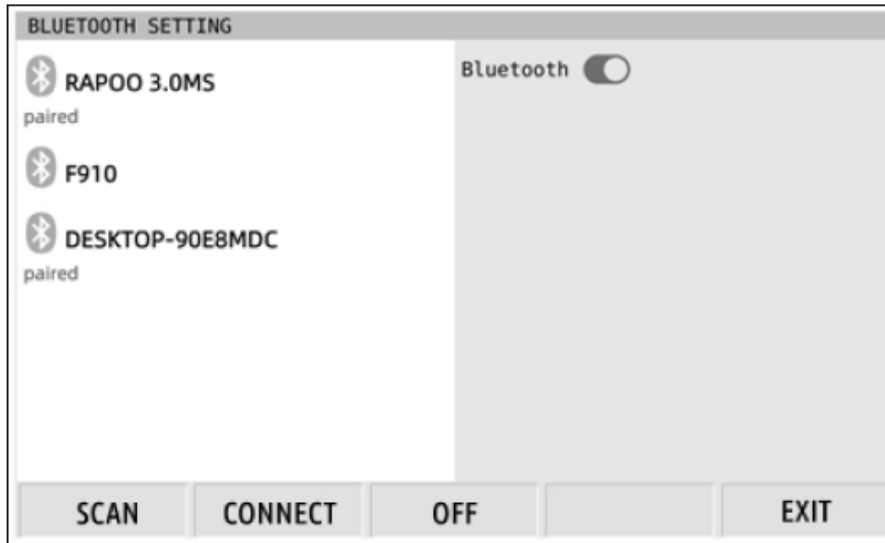 BLUETOOTH SETTING
RAPOO 3.0MS
paired
F910
DESKTOP-90E8MDC
paired
Bluetooth
SCAN CONNECT OFF EXIT